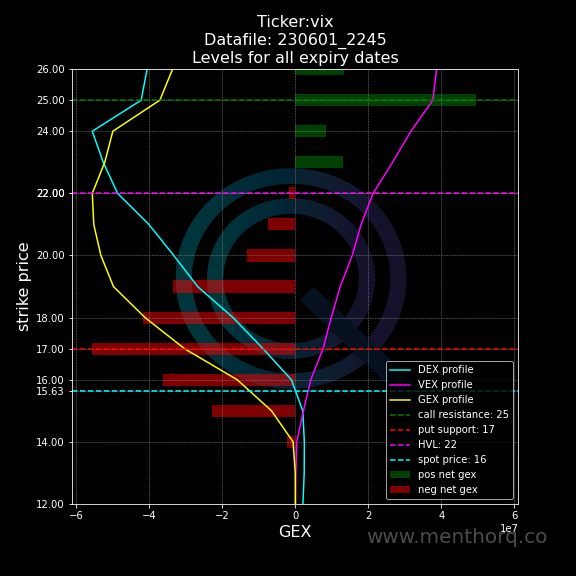 Ticker:vix
Datafile: 230601_2245
Levels for all expiry dates
26.00
25.00
24.00
22.00
20.00
18.00
17.00
16.00
15.63
14.00
12.00
strike price
DEX profile
VEX profile
GEX profile
call resistance: 25
put support: 17
HVL: 22
spot price: 16
pos net gex
neg net gex
−6 −4 −2 0 2 4 6
1e7
GEX
www.menthorq.co